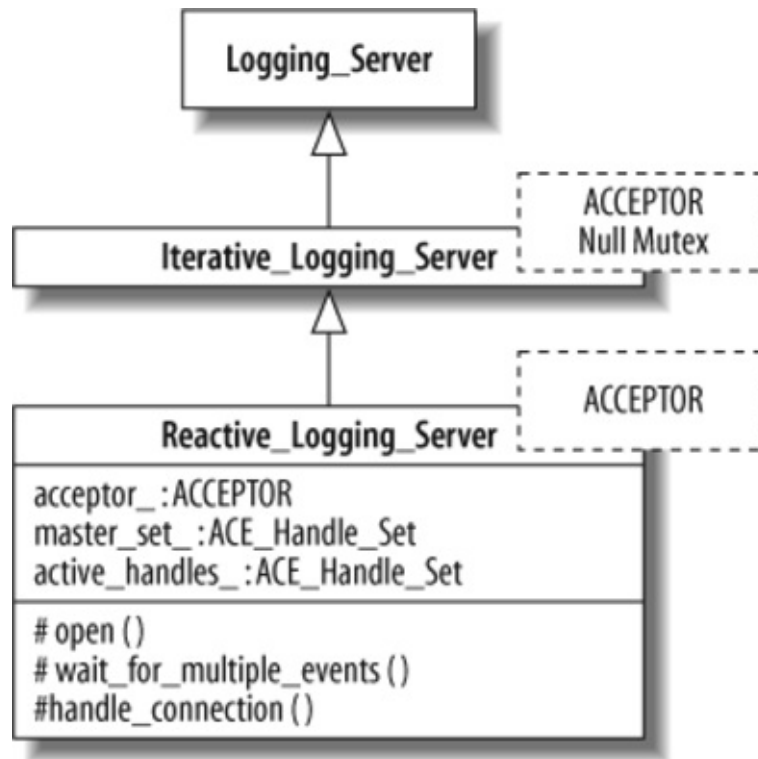 Logging_Server
ACCEPTOR
Null Mutex
Iterative_Logging_Server
ACCEPTOR
Reactive_Logging_Server
acceptor_ : ACCEPTOR
master_set_ : ACE_Handle_Set
active_handles_ : ACE_Handle_Set
# open ( )
# wait_for_multiple_events ( )
#handle_connection ( )